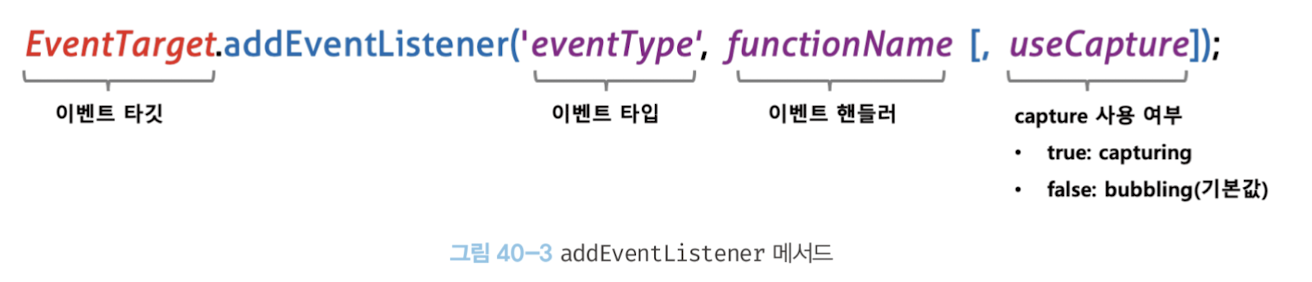 EventTarget.addEventListener('eventType', functionName [, useCapture]);
이벤트 타깃 이벤트 타입 이벤트 핸들러 capture 사용 여부
• true: capturing
• false: bubbling(기본값)
그림 40-3 addEventListener 메서드